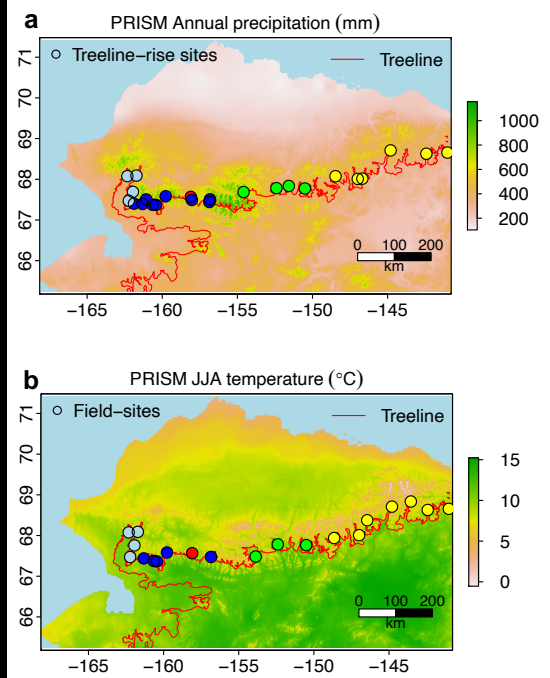 a
PRISM Annual precipitation (mm)
Treeline−rise sites
Treeline
71
70
69
68
67
66
0 100 200
km
−165 −160 −155 −150 −145
1000
800
600
400
200
b
PRISM JJA temperature (°C)
Field−sites
Treeline
71
70
69
68
67
66
0 100 200
km
−165 −160 −155 −150 −145
15
10
5
0